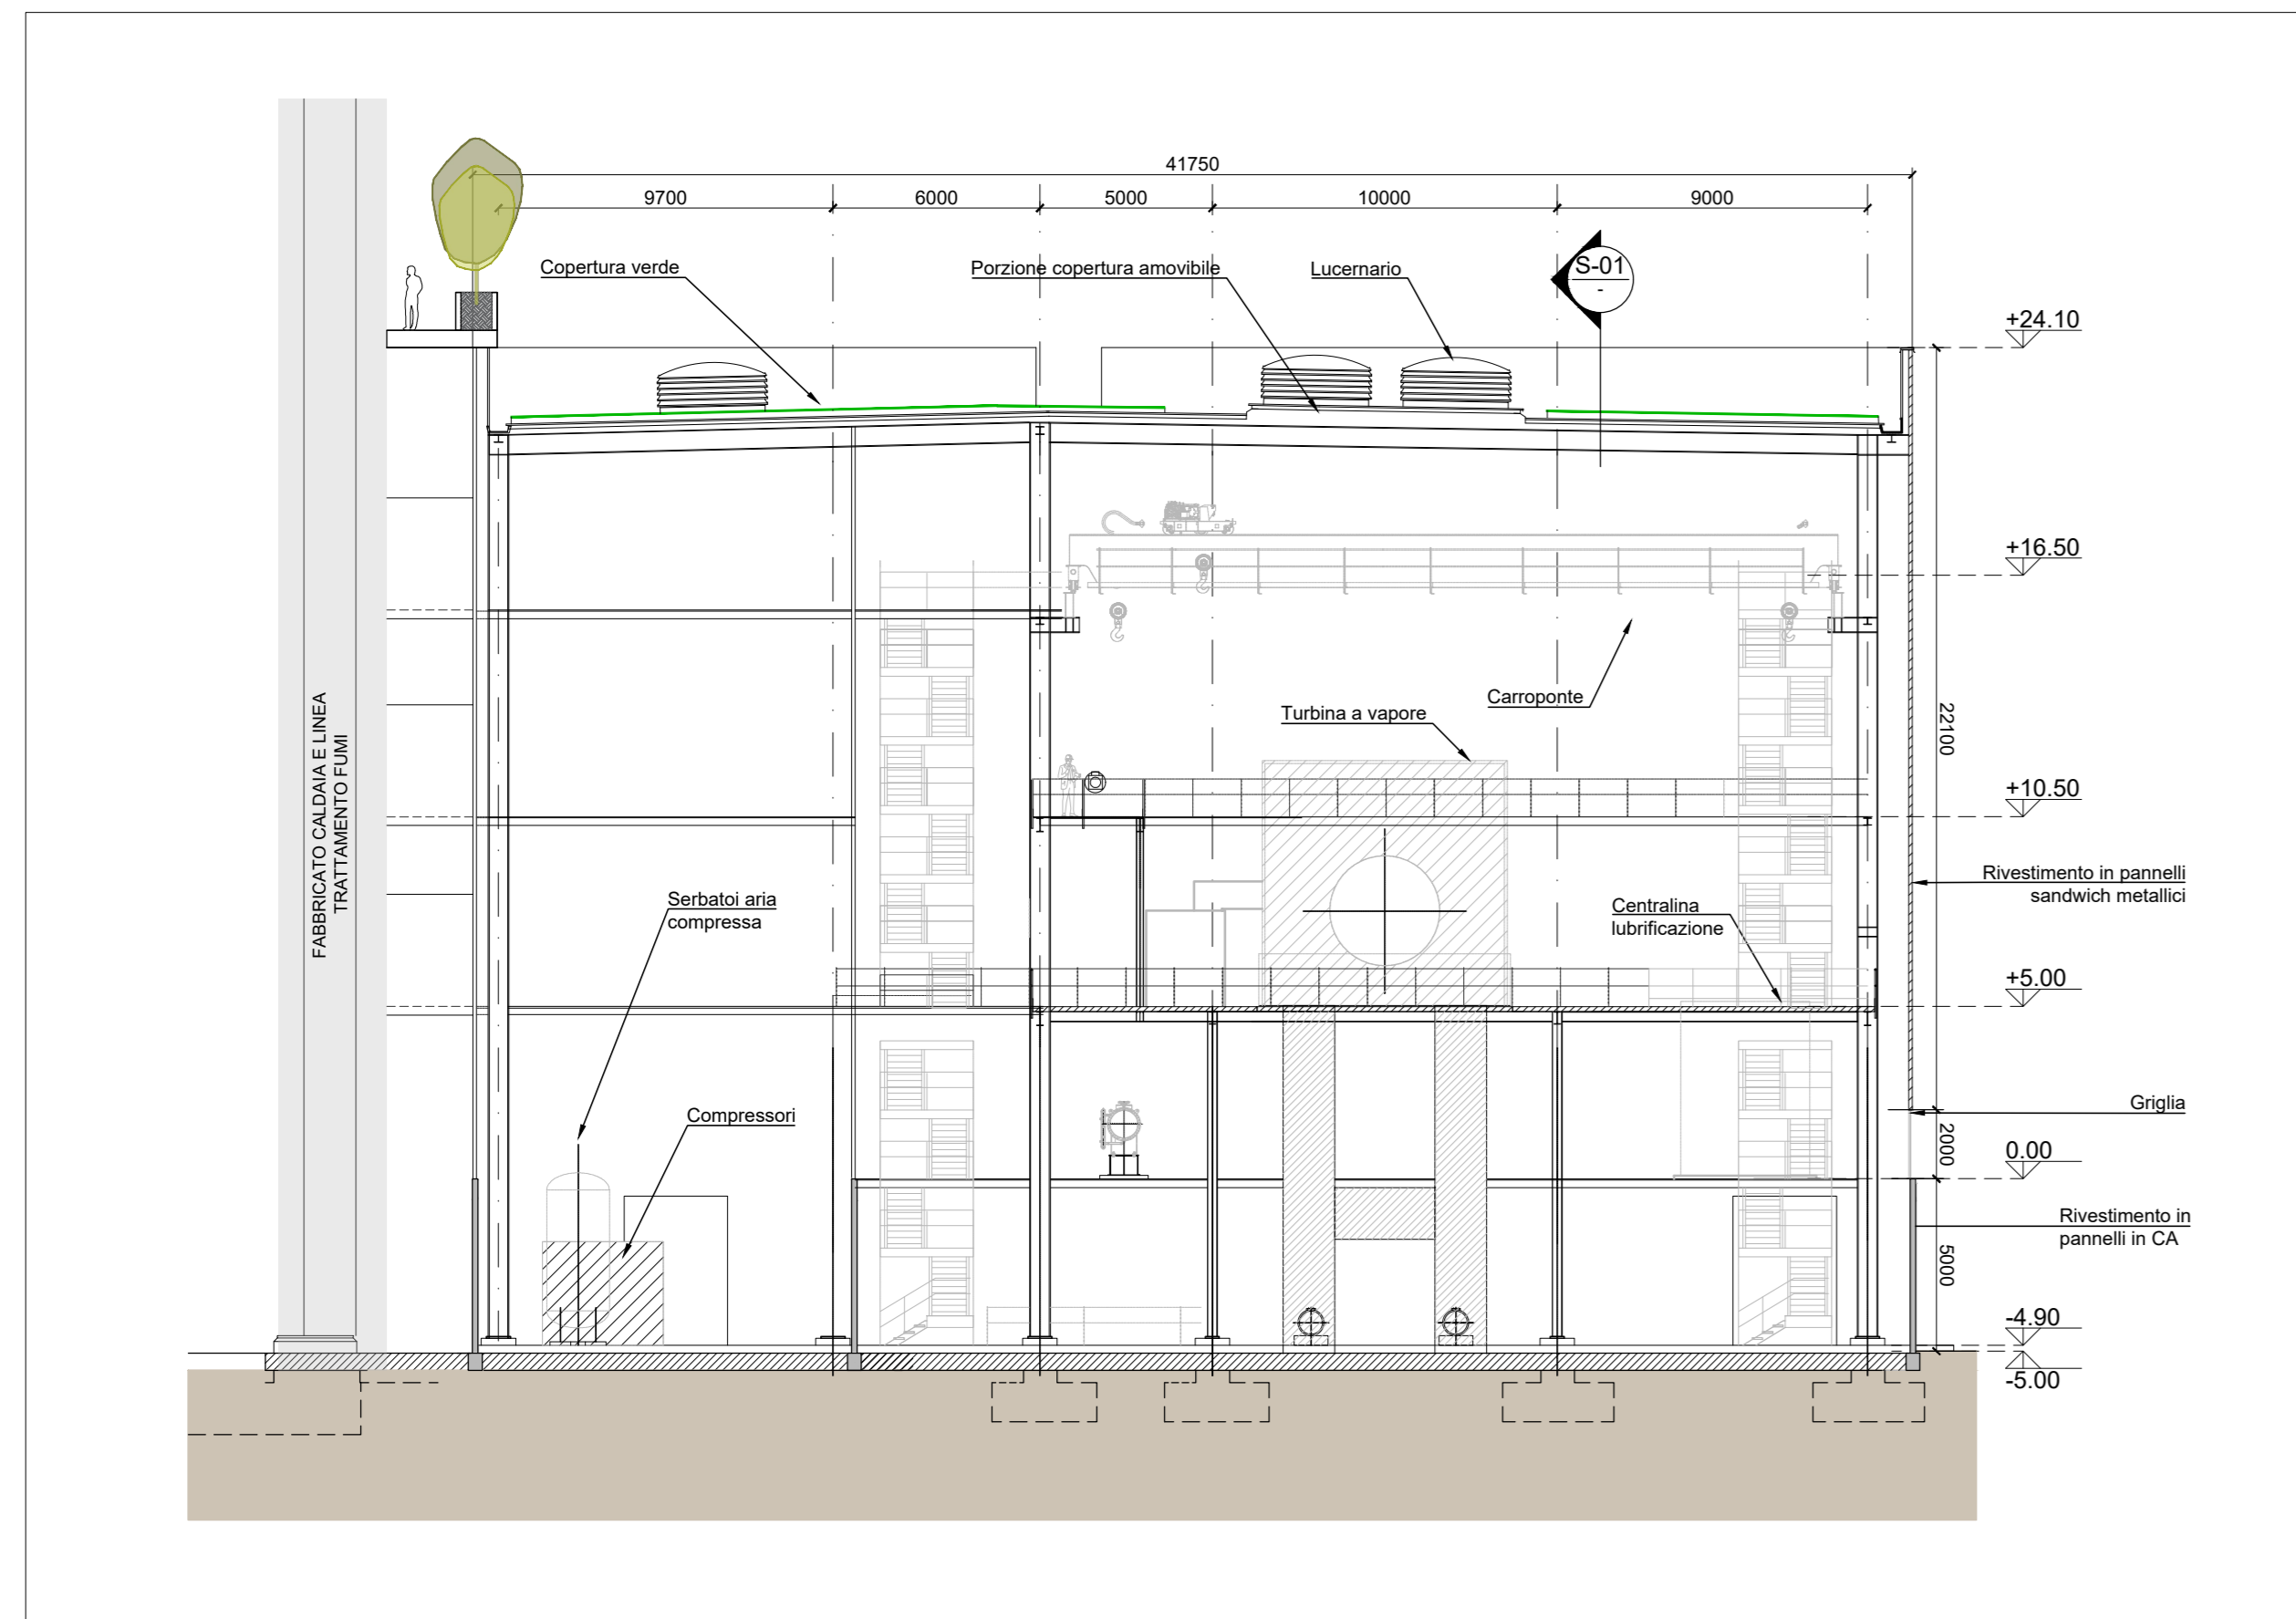 41750
9700
6000
5000
10000
9000
Copertura verde
Porzione copertura amovibile
Lucernario
S-01
-
+24.10
+16.50
Carroponte
Turbina a vapore
22100
+10.50
FABBRICATO CALDAIA E LINEA
TRATTAMENTO FUMI
Rivestimento in pannelli
sandwich metallici
Serbatoi aria
compressa
Centralina
lubrificazione
+5.00
Compressori
Griglia
2000
0.00
Rivestimento in
pannelli in CA
5000
-4.90
-5.00